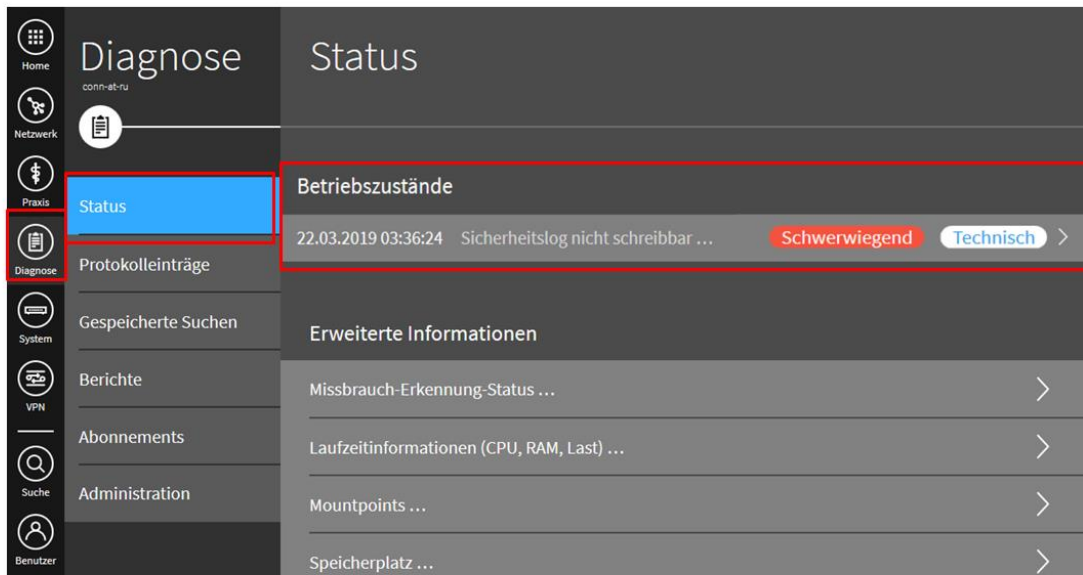 Home
Netzwerk
Praxis
Diagnose
System
VPN
Suche
Benutzer
Diagnose
conn-at-ru
Status
Protokolleinträge
Gespeicherte Suchen
Berichte
Abonnements
Administration
Status
Betriebszustände
22.03.2019 03:36:24 Sicherheitslog nicht schreibbar ... Schwerwiegend Technisch
Erweiterte Informationen
Missbrauch-Erkennung-Status ...
Laufzeitinformationen (CPU, RAM, Last) ...
Mountpoints ...
Speicherplatz ...